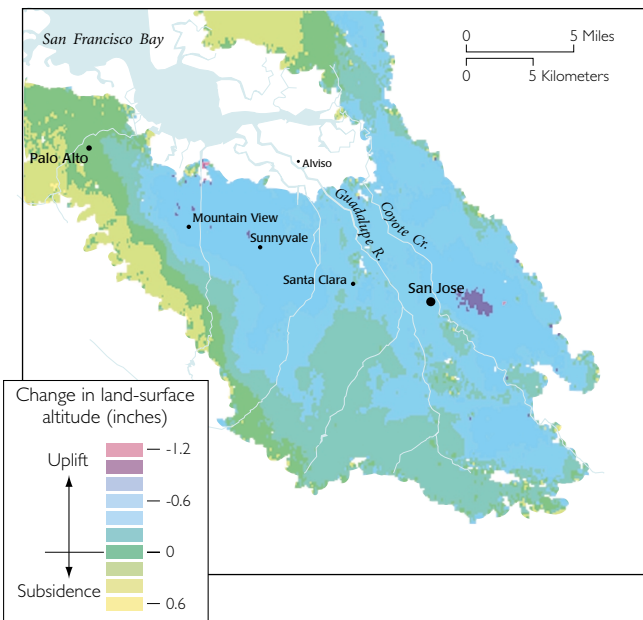 San Francisco Bay
0 5 Miles
0 5 Kilometers
Palo Alto
Alviso
Mountain View
Sunnyvale
Guadalupe R.
Coyote Cr.
Santa Clara
San Jose
Change in land-surface
altitude (inches)
-1.2
Uplift
-0.6
0
Subsidence
0.6